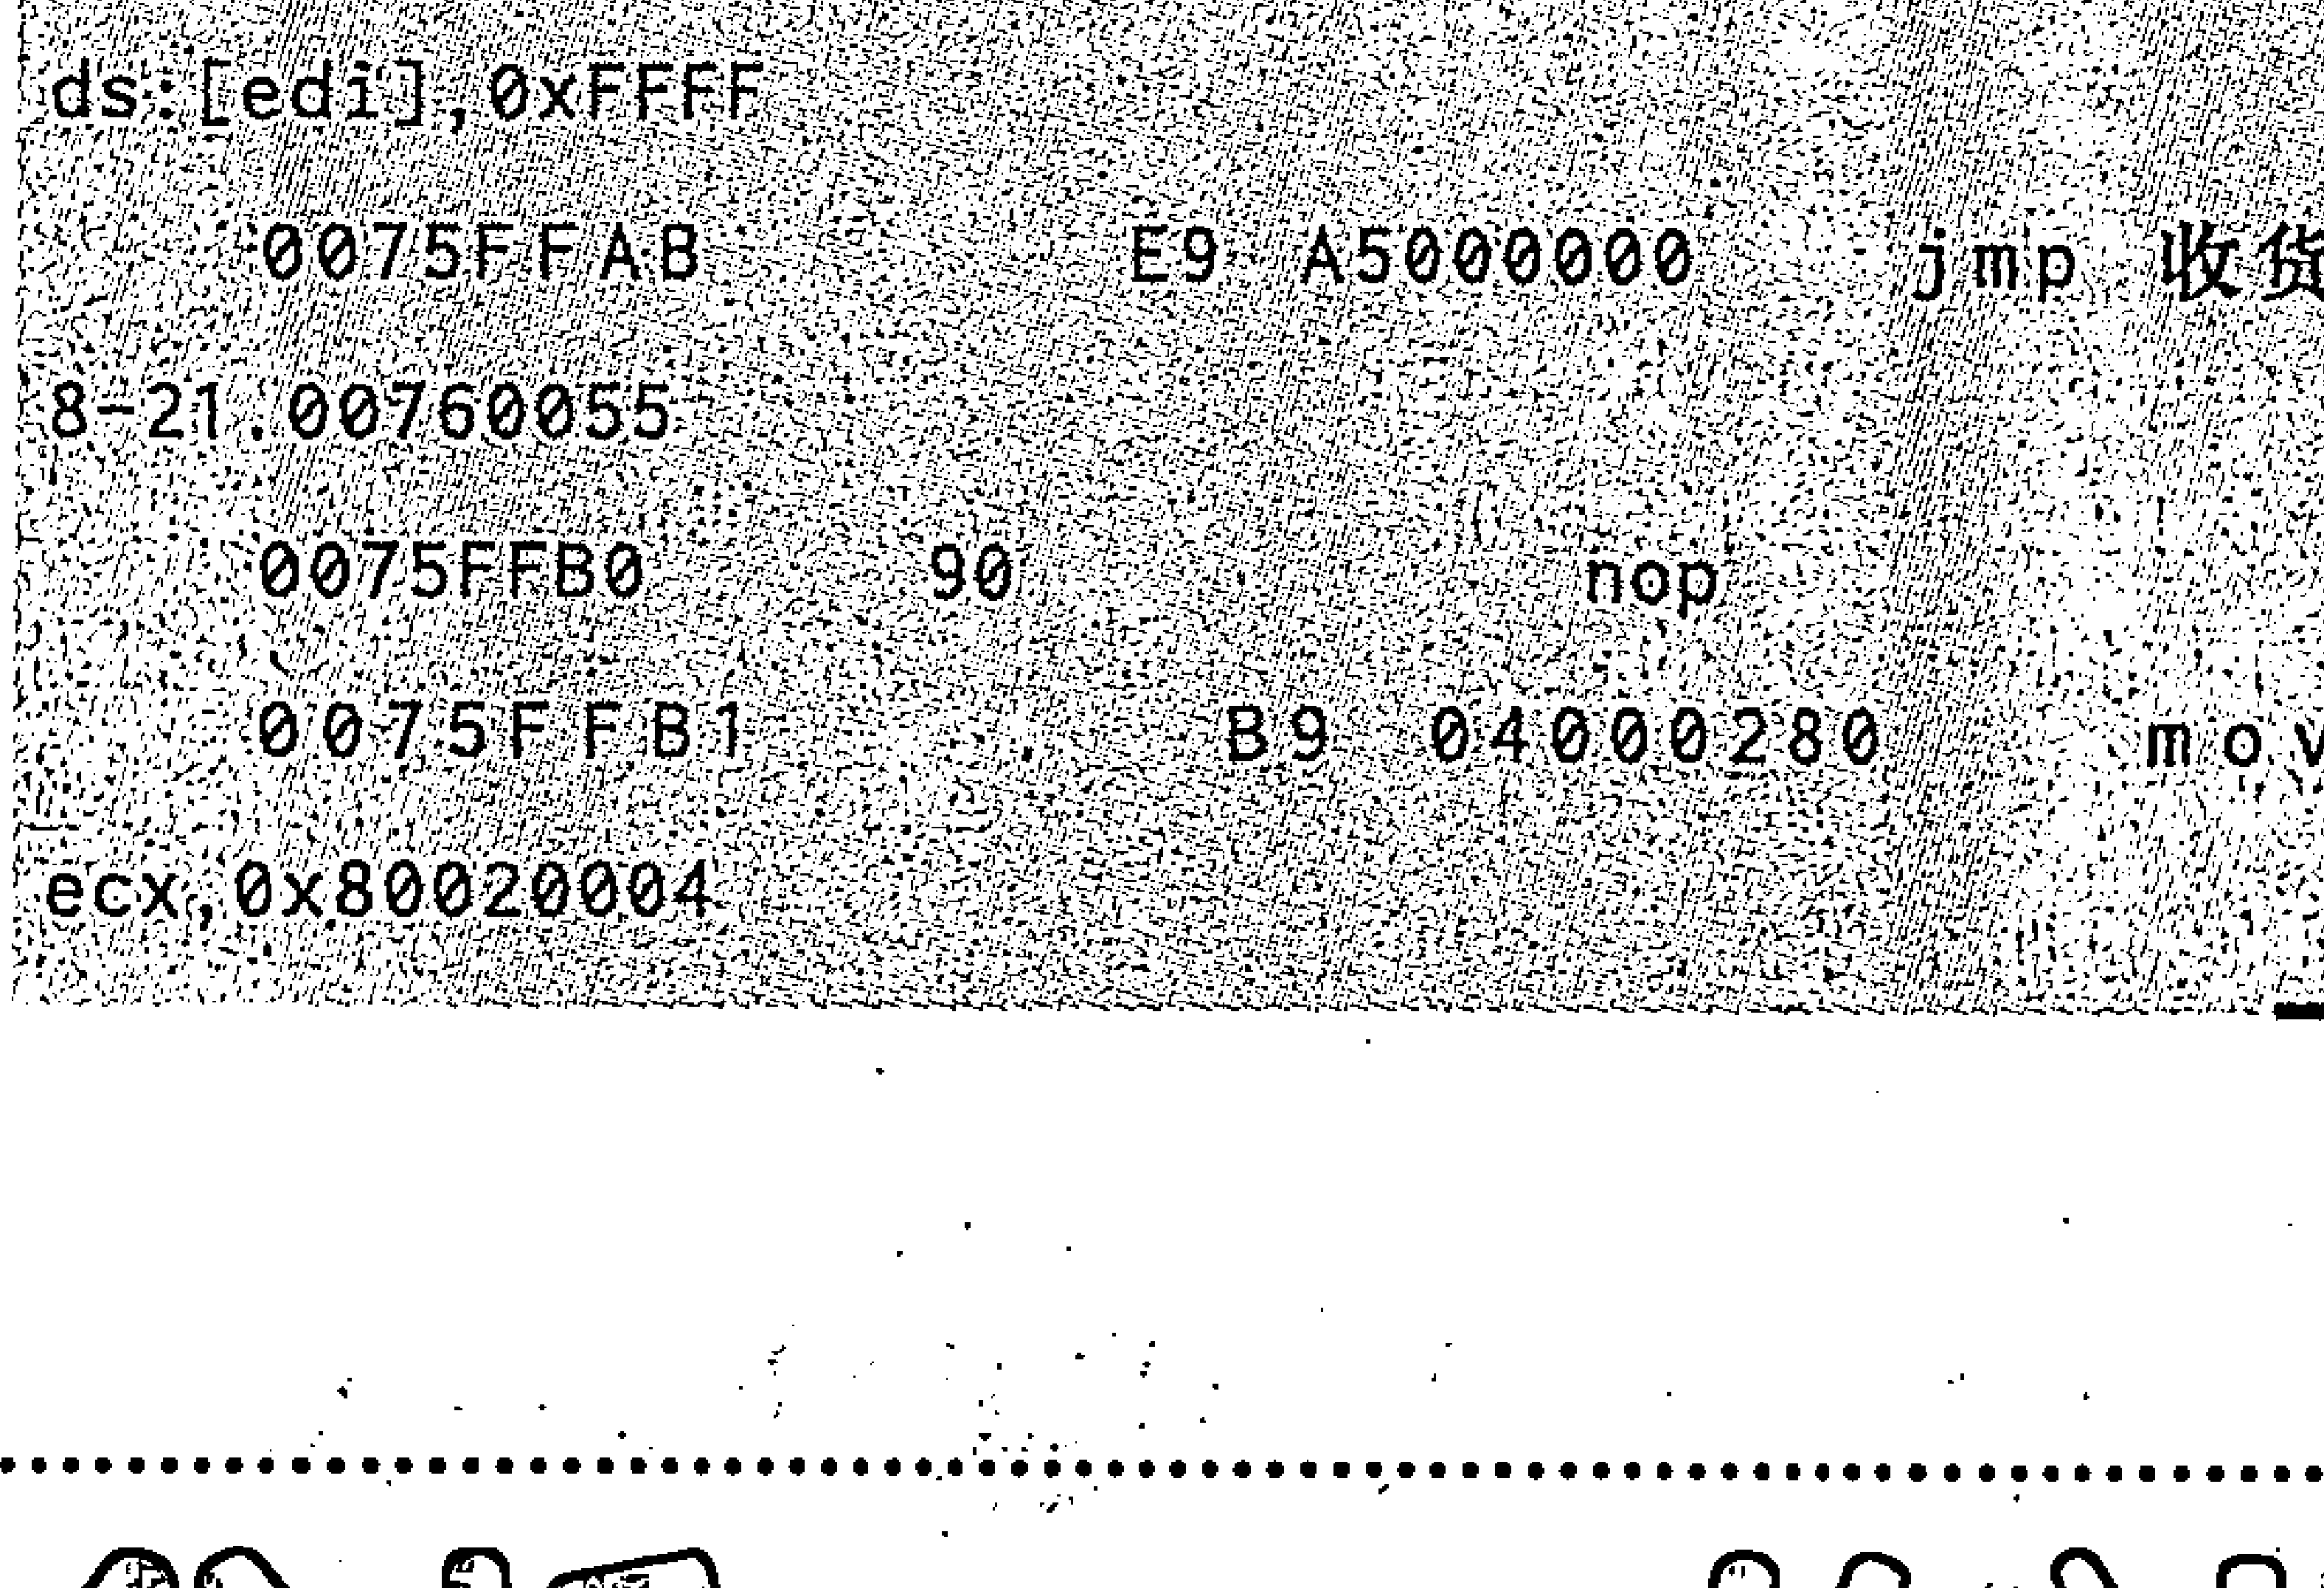 ds:[edi],0xFFFF
0075FFAB E9 A5000000 jmp 收货
8-21.00760055
0075FFB0 90 nop
0075FFB1 . B9 04000280 mov
ecx,0x80020004